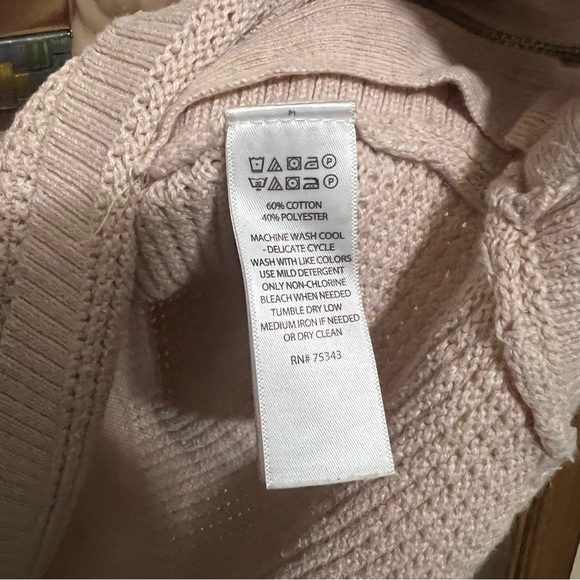 M
P
P
60% COTTON
40% POLYESTER
MACHINE WASH COOL
- DELICATE CYCLE
WASH WITH LIKE COLORS
USE MILD DETERGENT
ONLY NON-CHLORINE
BLEACH WHEN NEEDED
TUMBLE DRY LOW
MEDIUM IRON IF NEEDED
OR DRY CLEAN
RN# 75343